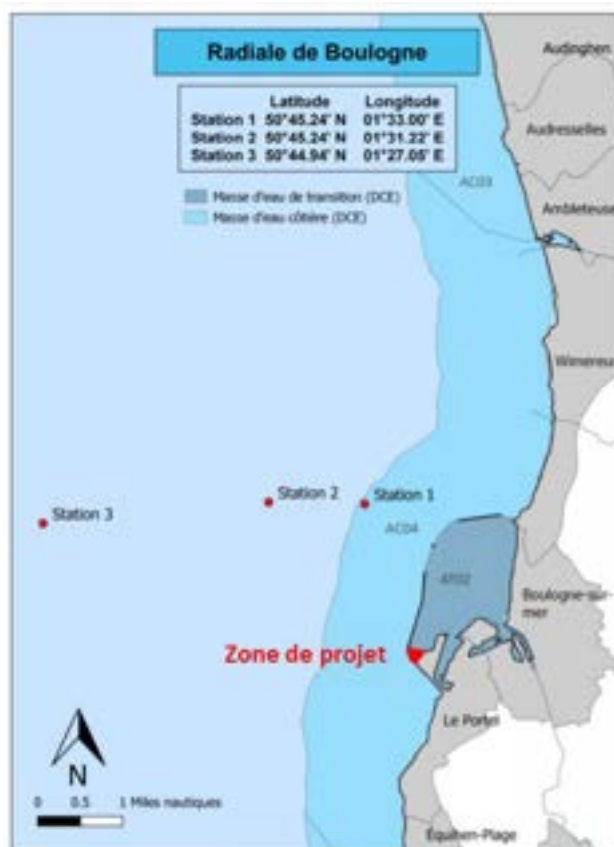 Radiale de Boulogne
Latitude Longitude
Station 1 50°45.24' N 01°33.00' E
Station 2 50°45.24' N 01°31.22' E
Station 3 50°44.94' N 01°27.05' E
Masse d'eau de transition (DCE)
Masse d'eau côtière (DCE)
Audinghen
Audresselles
AC03
Ambleteuse
Wimereux
Station 2
Station 1
Station 3
AC04
AT02
Boulogne-sur-
mer
Zone de projet
Le Portel
N
0 0.5 1 Miles nautiques
Équihen-Plage